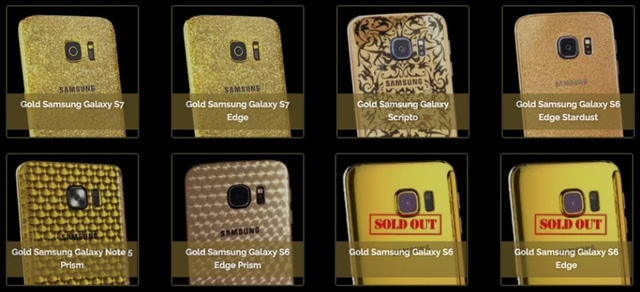 SAMSUNG
Gold Samsung Galaxy S7
SAMSUNG
Gold Samsung Galaxy S7
Edge
SAMSUNG
Gold Samsung Galaxy
Scripto
SAMSUNG
Gold Samsung Galaxy S6
Edge Stardust
SAMSUNG
Gold Samsung Galaxy Note 5
Prism
SAMSUNG
Gold Samsung Galaxy S6
Edge Prism
SOLD OUT
Gold Samsung Galaxy S6
SOLD OUT
Gold Samsung Galaxy S6
Edge